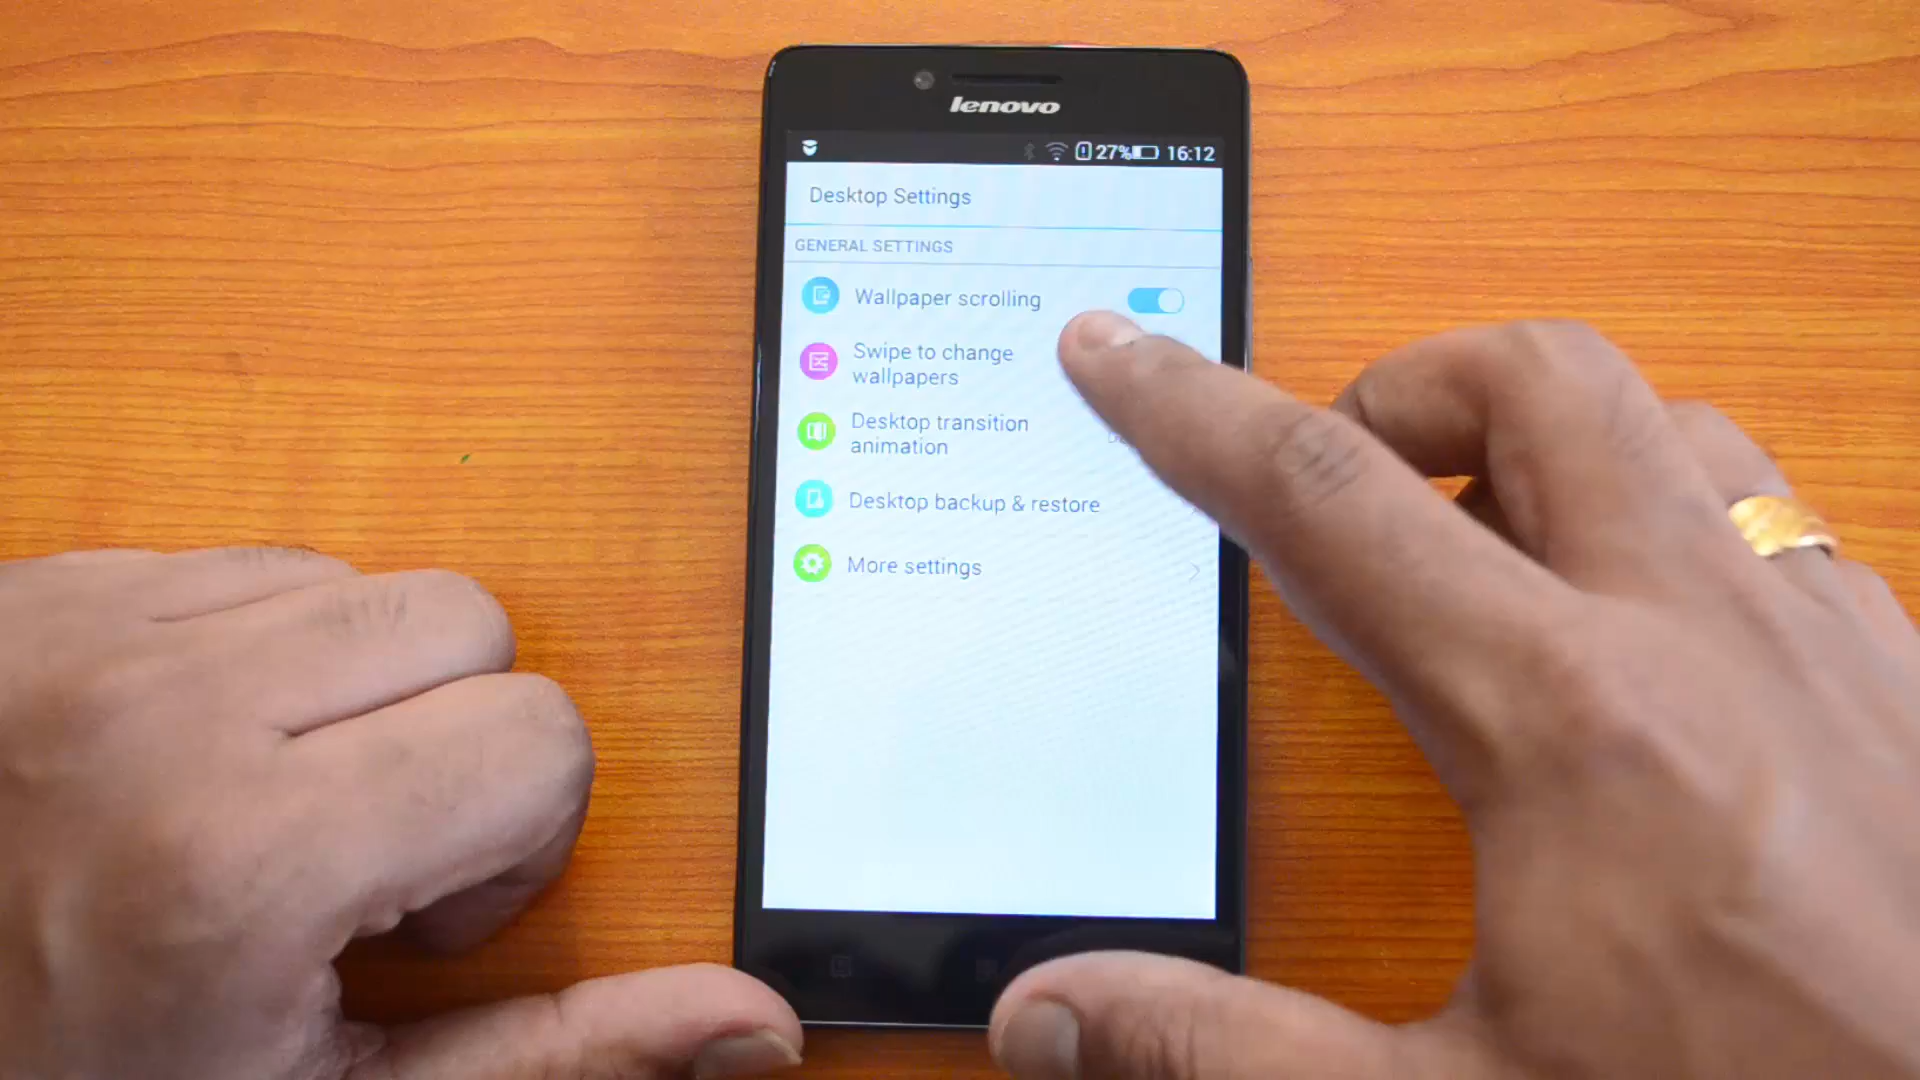 lenovo
27% 16:12
Desktop Settings
GENERAL SETTINGS
Wallpaper scrolling
Swipe to change
wallpapers
Desktop transition
animation
Desktop backup & restore
More settings